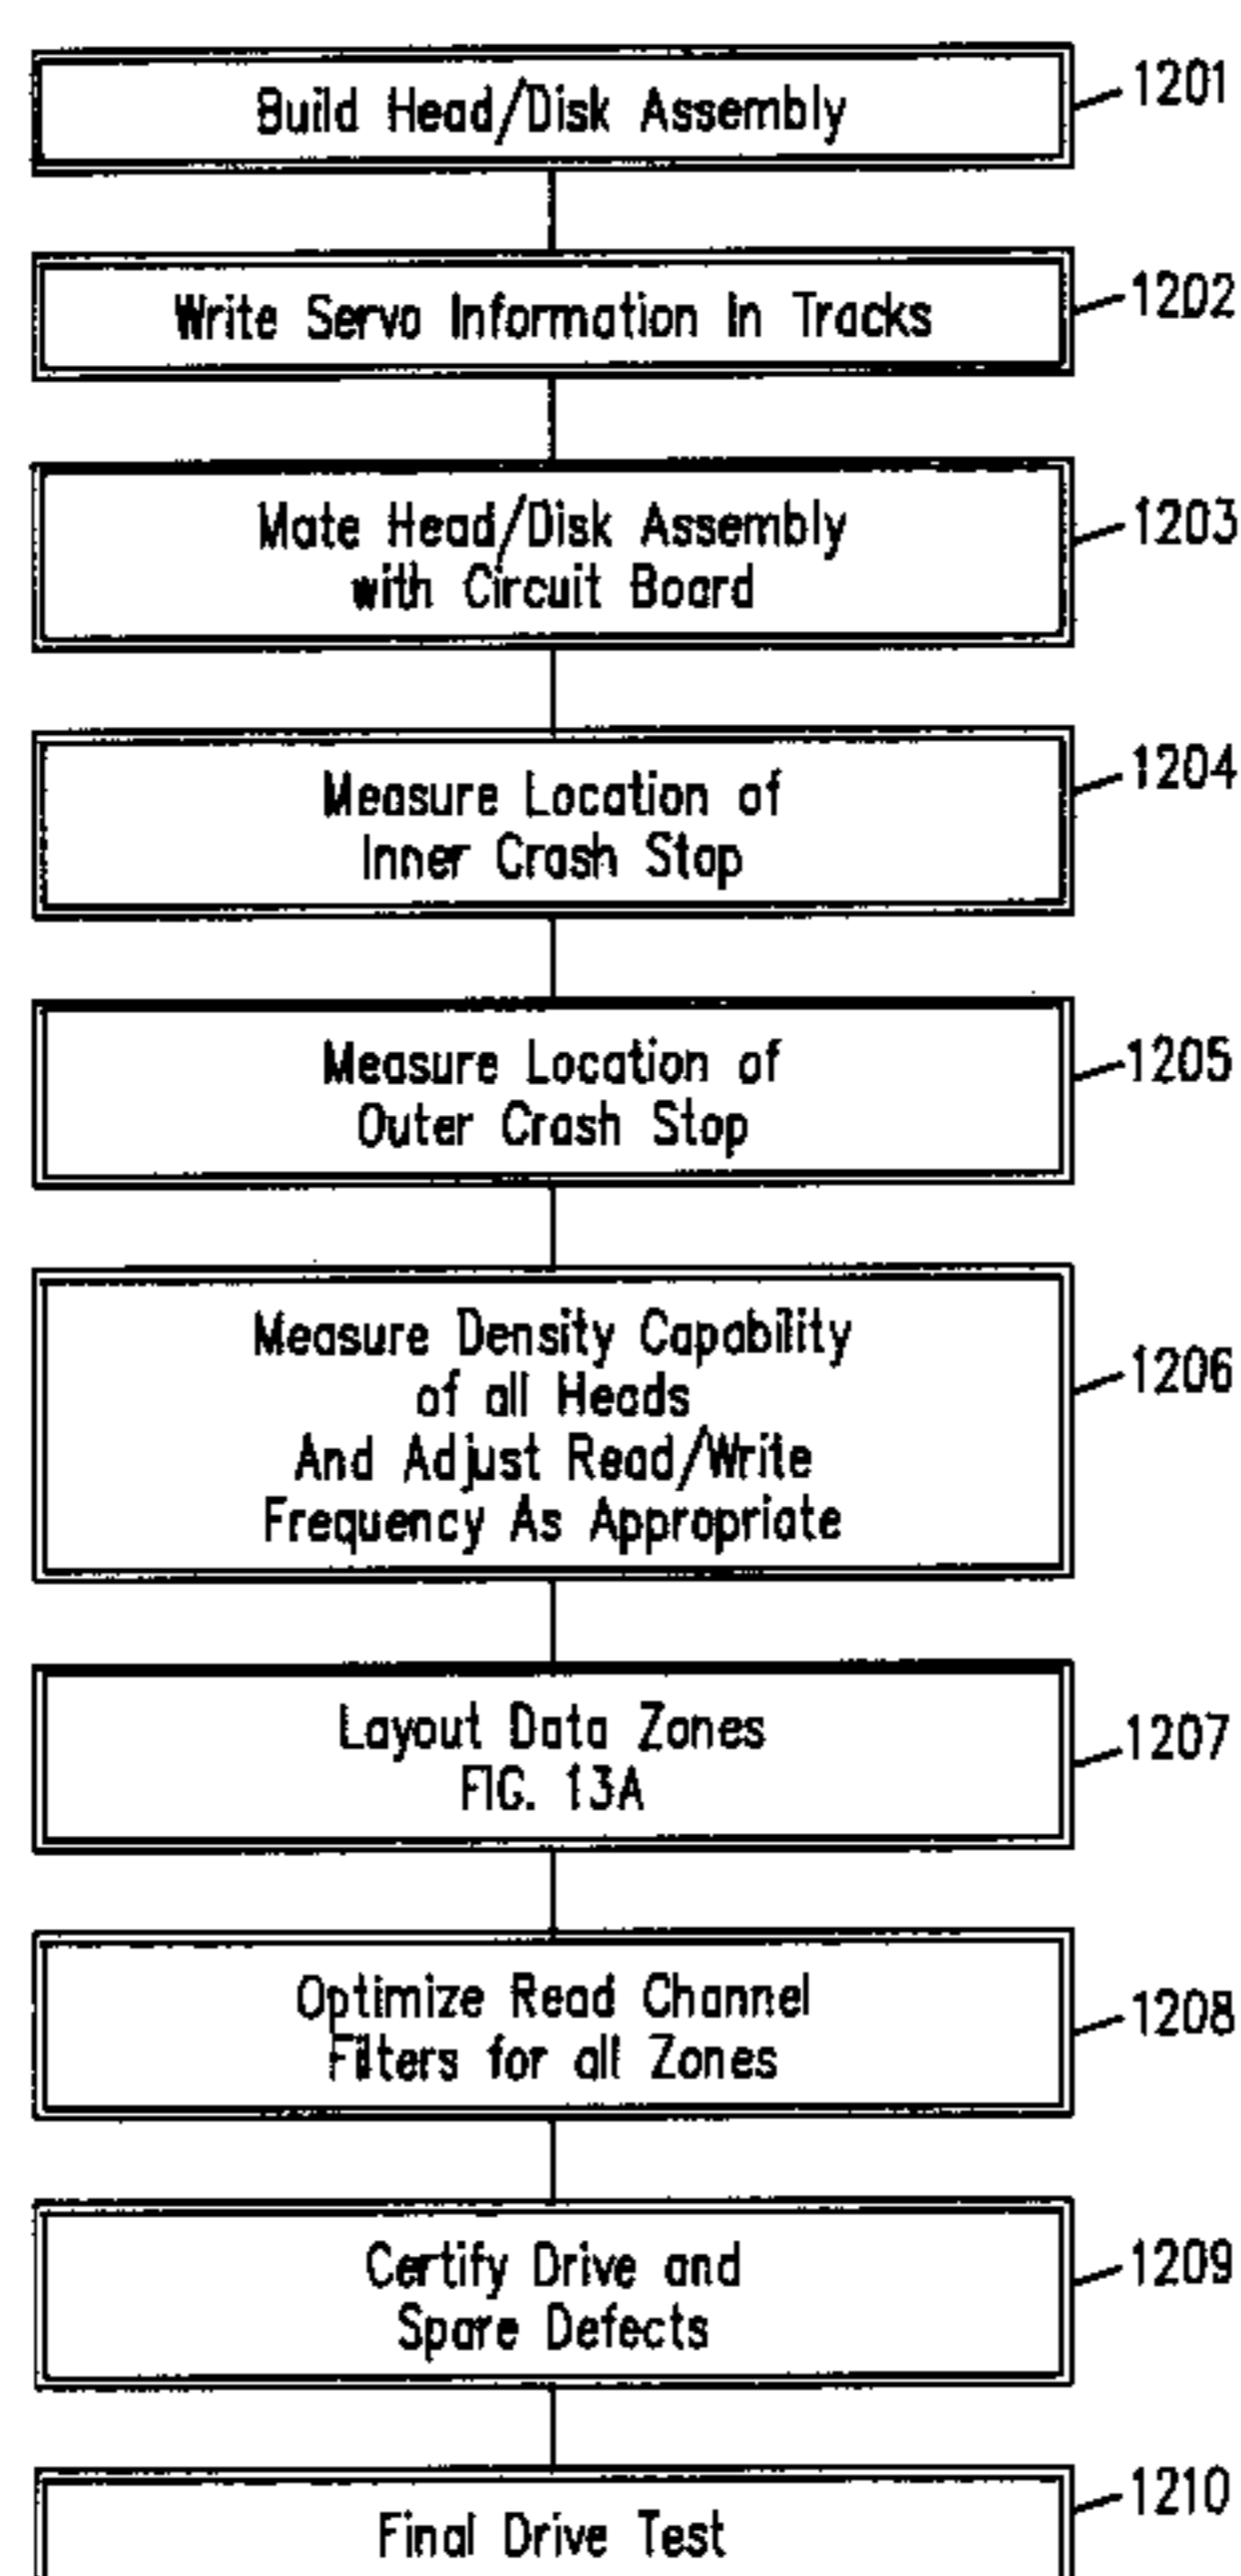 Build Head/Disk Assembly
1201
Write Servo Information In Tracks
1202
Mate Head/Disk Assembly
with Circuit Board
1203
Measure Location of
Inner Crash Stop
1204
Measure Location of
Outer Crash Stop
1205
Measure Density Capability
of all Heads
And Adjust Read/Write
Frequency As Appropriate
1206
Layout Data Zones
FIG. 13A
1207
Optimize Read Channel
Filters for all Zones
1208
Certify Drive and
Spare Defects
1209
Final Drive Test
1210